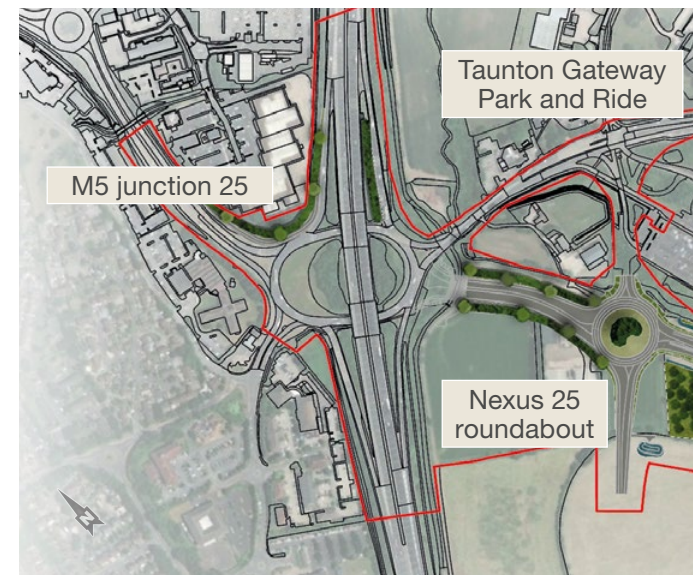 Taunton Gateway
Park and Ride
M5 junction 25
Nexus 25
roundabout
N